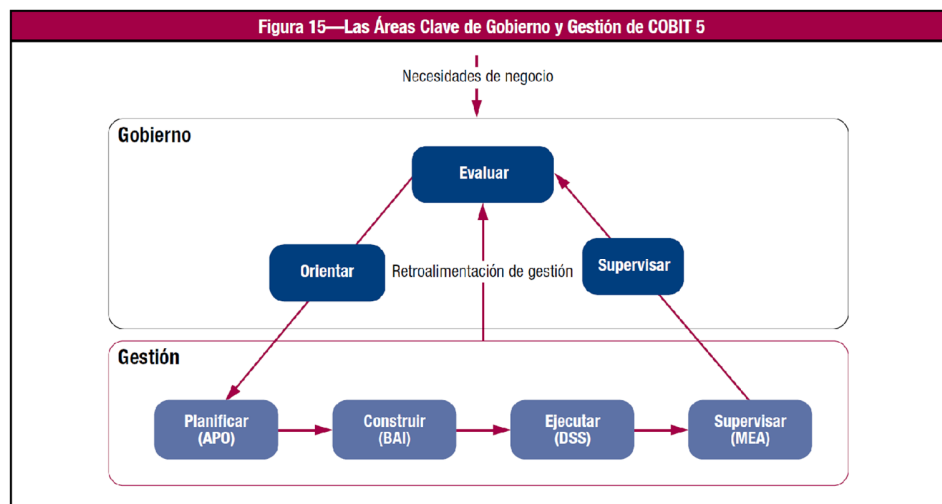 Figura 15—Las Áreas Clave de Gobierno y Gestión de COBIT 5
Necesidades de negocio
Gobierno
Evaluar
Orientar
Retroalimentación de gestión
Supervisar
Gestión
Planificar
(APO)
Construir
(BAI)
Ejecutar
(DSS)
Supervisar
(MEA)